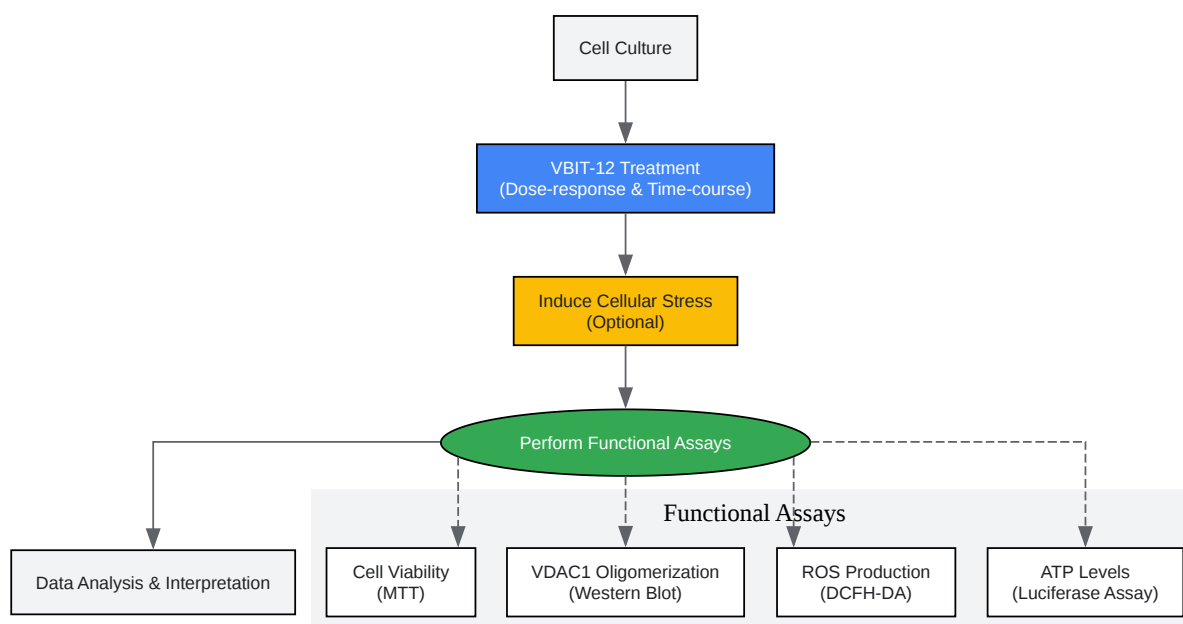 Cell Culture
VBIT-12 Treatment
(Dose-response & Time-course)
Induce Cellular Stress
(Optional)
Perform Functional Assays
Functional Assays
Data Analysis & Interpretation
Cell Viability
(MTT)
VDAC1 Oligomerization
(Western Blot)
ROS Production
(DCFH-DA)
ATP Levels
(Luciferase Assay)